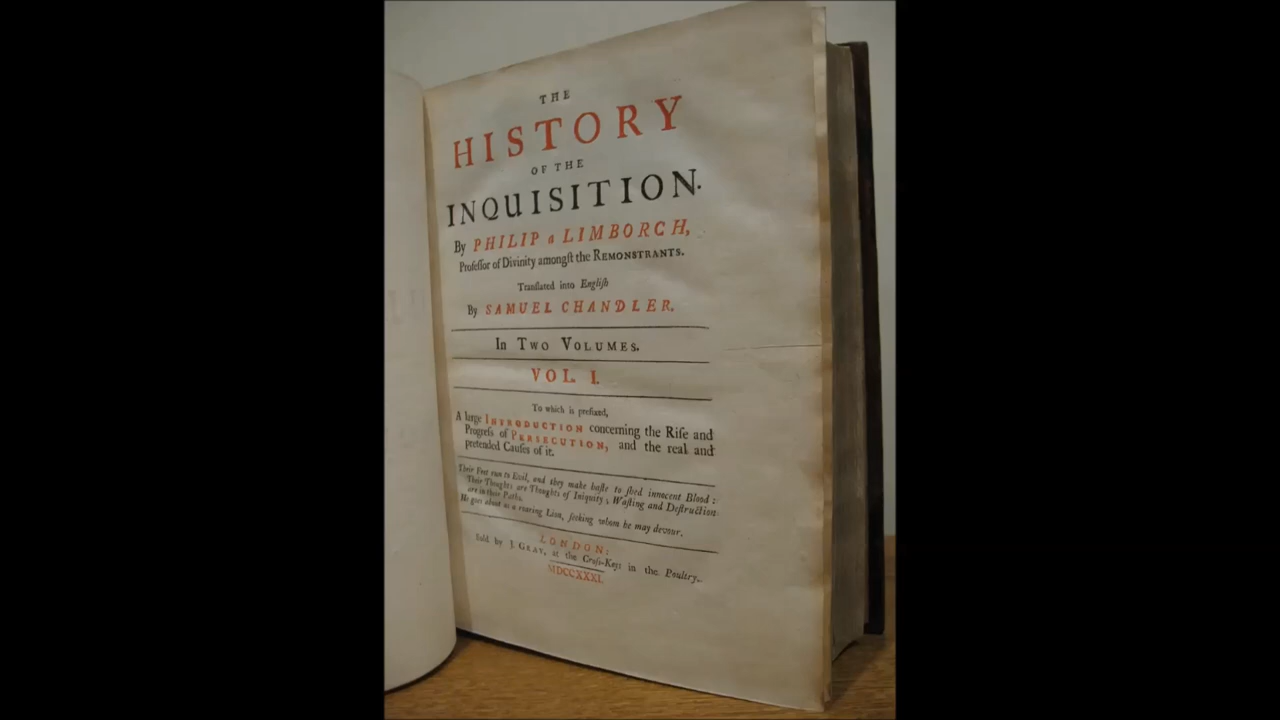 THE
HISTORY
OF THE
INQUISITION.
By PHILIP a LIMBORCH,
Profeſſor of Divinity amongſt the REMONSTRANTS.
Tranſlated into Engliſh
By SAMUEL CHANDLER.
In TWO VOLUMES.
VOL. I.
To which is prefixed,
A large INTRODUCTION concerning the Riſe and
Progreſs of PERSECUTION, and the real and
pretended Cauſes of it.
Their Feet run to Evil, and they make haſte to ſhed innocent Blood:
Their Thoughts are Thoughts of Iniquity; Waſting and Deſtruction
are in their Paths.
He goes about as a roaring Lion, ſeeking whom he may devour.
LONDON:
Sold by J. GRAY, at the Croſs-Keys in the Poultry.
MDCCXXXI.